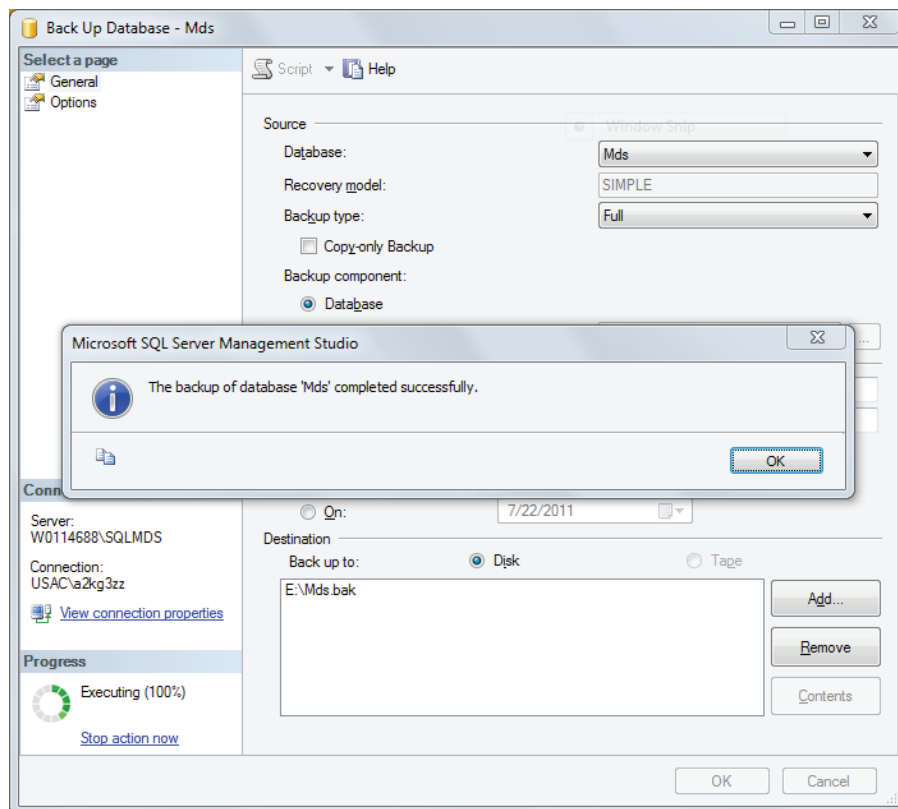 Back Up Database - Mds
Select a page
General
Options
Script
Help
Window Snip
Source
Database:
Mds
Recovery model:
SIMPLE
Backup type:
Full
Copy-only Backup
Backup component:
Database
...
Microsoft SQL Server Management Studio
The backup of database 'Mds' completed successfully.
OK
Conn
On:
7/22/2011
Server:
W0114688\SQLMDS
Connection:
USAC\a2kg3zz
View connection properties
Destination
Back up to:
Disk
Tape
E:\Mds.bak
Add...
Remove
Contents
Progress
Executing (100%)
Stop action now
OK
Cancel